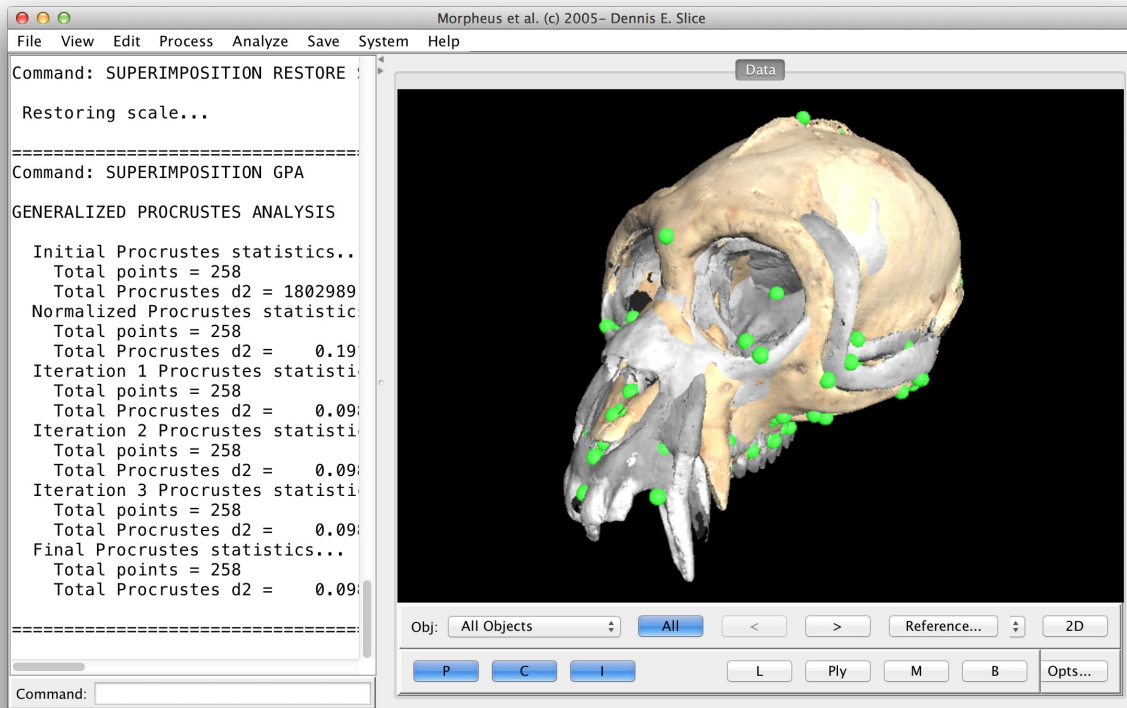 Morpheus et al. (c) 2005- Dennis E. Slice
File View Edit Process Analyze Save System Help
Command: SUPERIMPOSITION RESTORE
Restoring scale...
====================================
Command: SUPERIMPOSITION GPA
GENERALIZED PROCRUSTES ANALYSIS
Initial Procrustes statistics..
Total points = 258
Total Procrustes d2 = 1802989
Normalized Procrustes statistic
Total points = 258
Total Procrustes d2 = 0.19
Iteration 1 Procrustes statisti
Total points = 258
Total Procrustes d2 = 0.09
Iteration 2 Procrustes statisti
Total points = 258
Total Procrustes d2 = 0.09
Iteration 3 Procrustes statisti
Total points = 258
Total Procrustes d2 = 0.09
Final Procrustes statistics...
Total points = 258
Total Procrustes d2 = 0.09
====================================
Command:
Data
Obj: All Objects All < > Reference... 2D
P C I L Ply M B Opts...